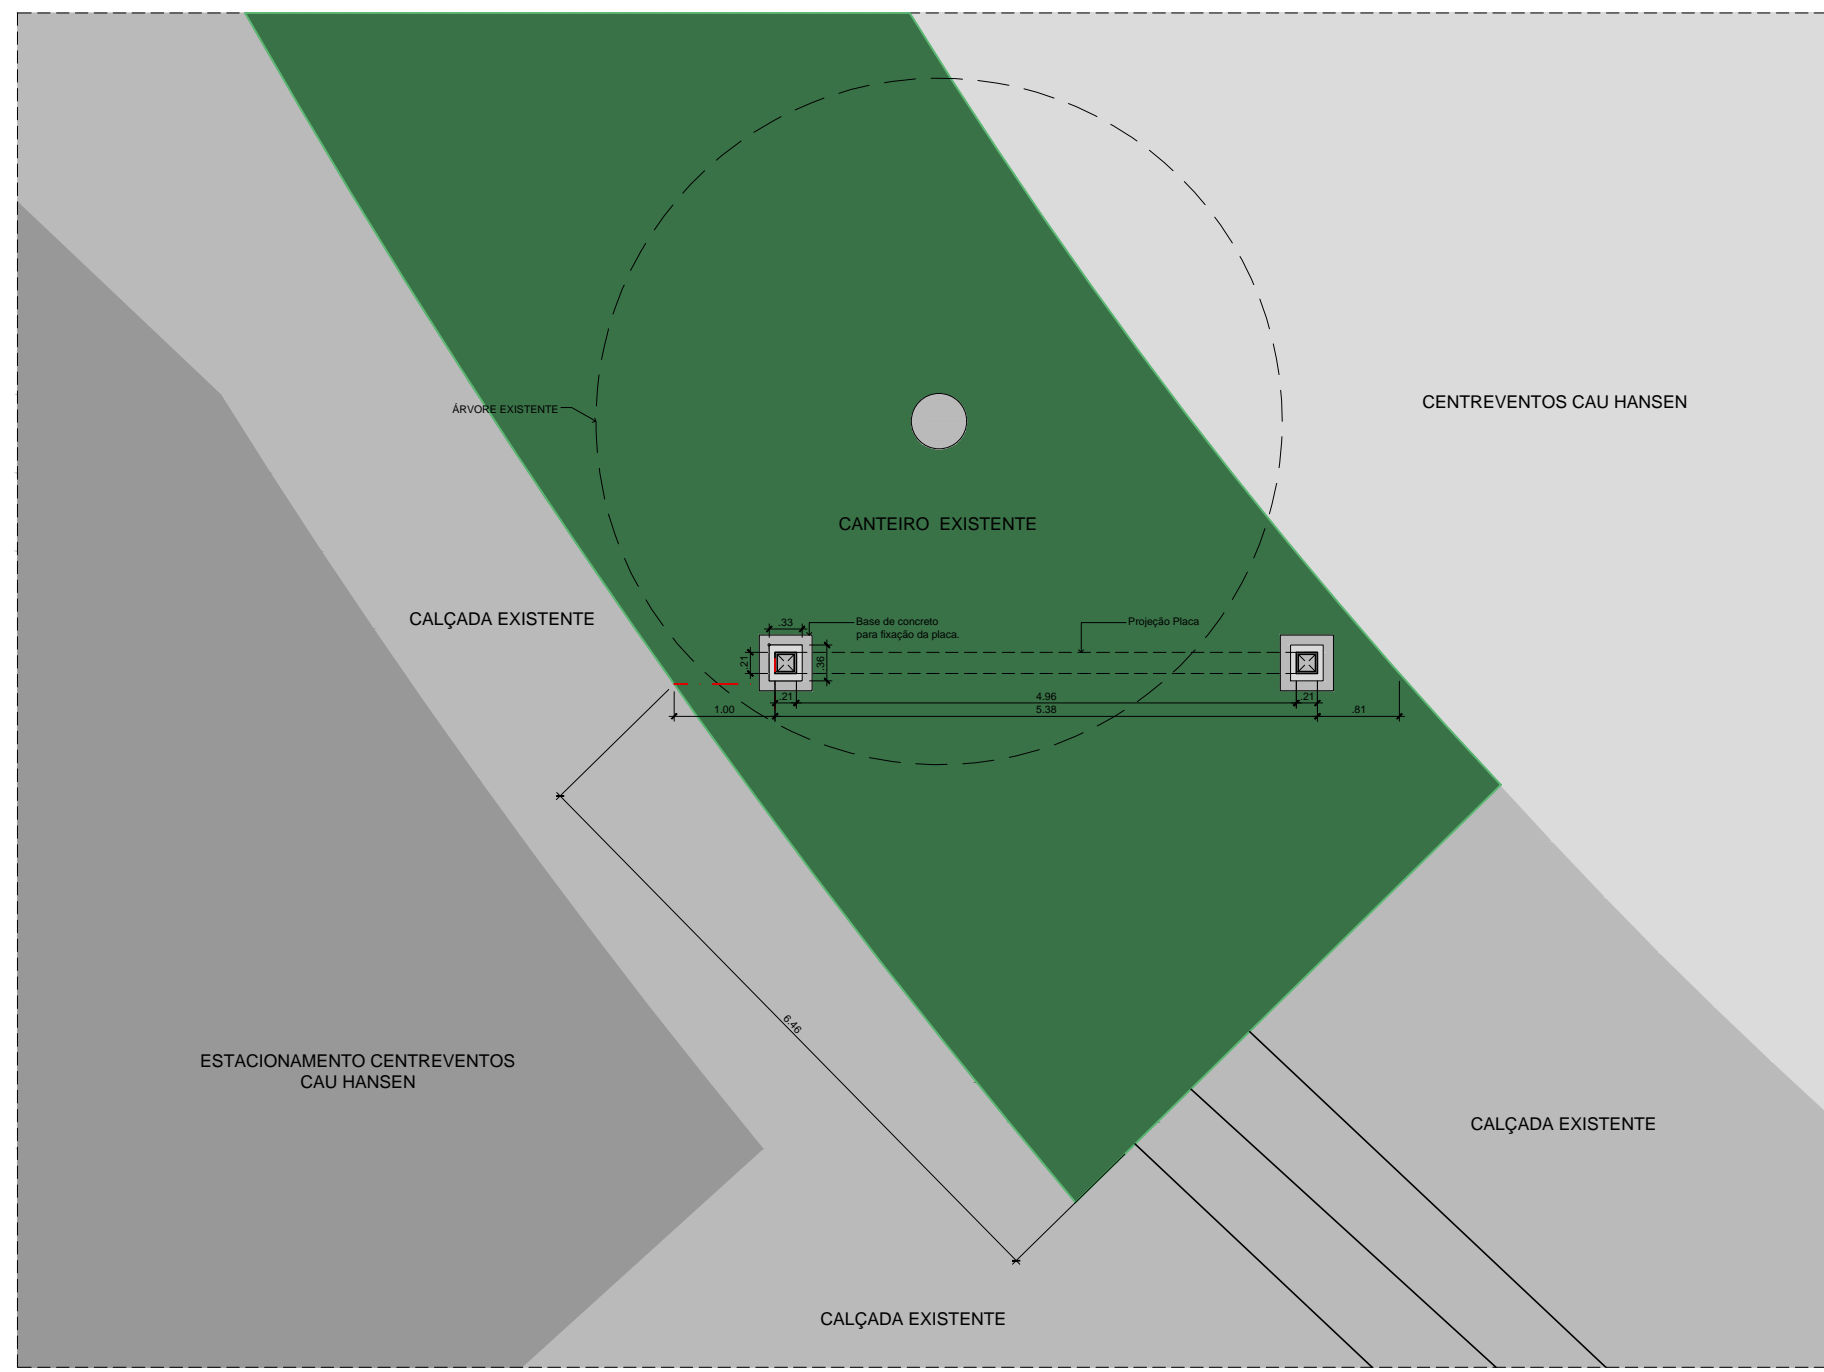 CENTREVENTOS CAU HANSEN
ÁRVORE EXISTENTE
CANTEIRO  EXISTENTE
CALÇADA EXISTENTE
.33
Base de concreto
para fixação da placa.
Projeção Placa
.21
.36
.21
4.96
.21
1.00
5.38
.81
6.46
ESTACIONAMENTO CENTREVENTOS
CAU HANSEN
CALÇADA EXISTENTE
CALÇADA EXISTENTE